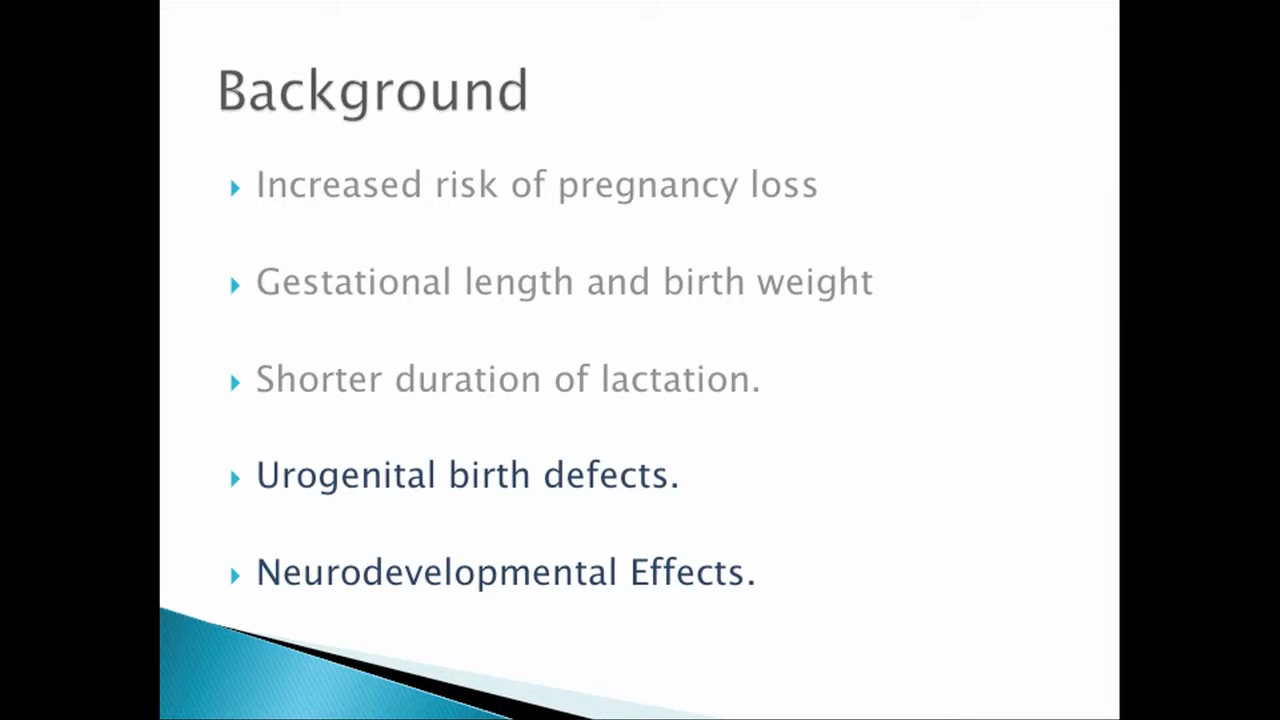 Background
Increased risk of pregnancy loss
Gestational length and birth weight
Shorter duration of lactation.
Urogenital birth defects.
Neurodevelopmental Effects.